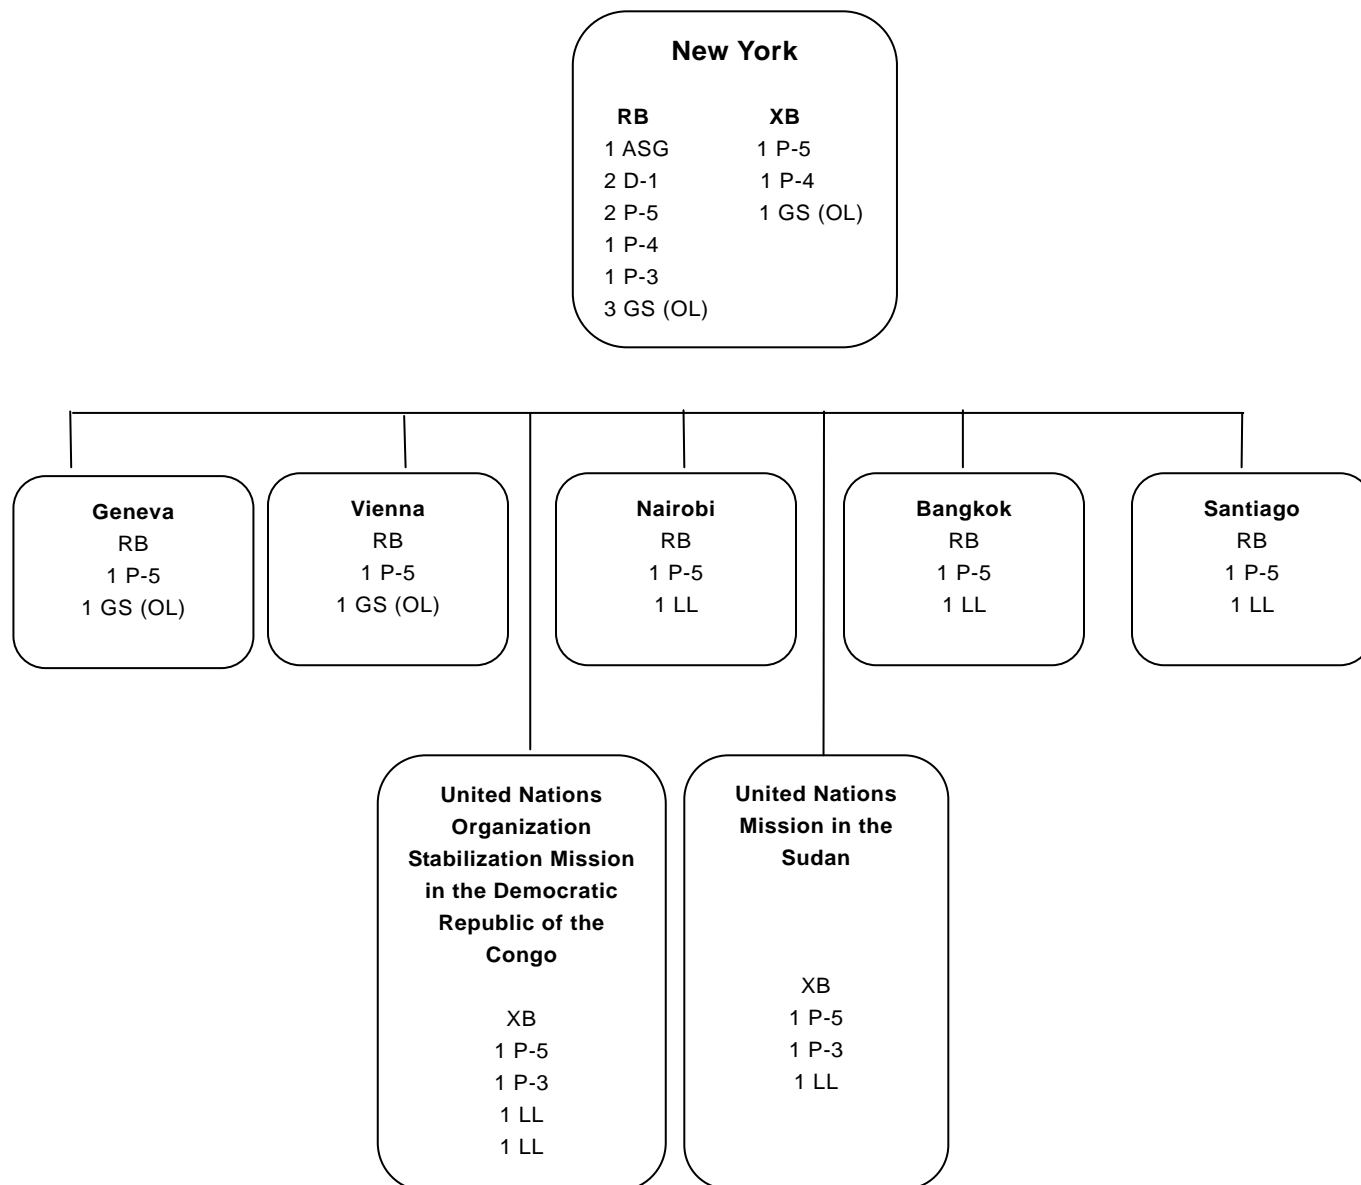 New York
RB XB
1 ASG 1 P-5
2 D-1 1 P-4
2 P-5 1 GS (OL)
1 P-4
1 P-3
3 GS (OL)
Geneva
RB
1 P-5
1 GS (OL)
Vienna
RB
1 P-5
1 GS (OL)
Nairobi
RB
1 P-5
1 LL
Bangkok
RB
1 P-5
1 LL
Santiago
RB
1 P-5
1 LL
United Nations
Organization
Stabilization Mission
in the Democratic
Republic of the
Congo
XB
1 P-5
1 P-3
1 LL
1 LL
United Nations
Mission in the
Sudan
XB
1 P-5
1 P-3
1 LL